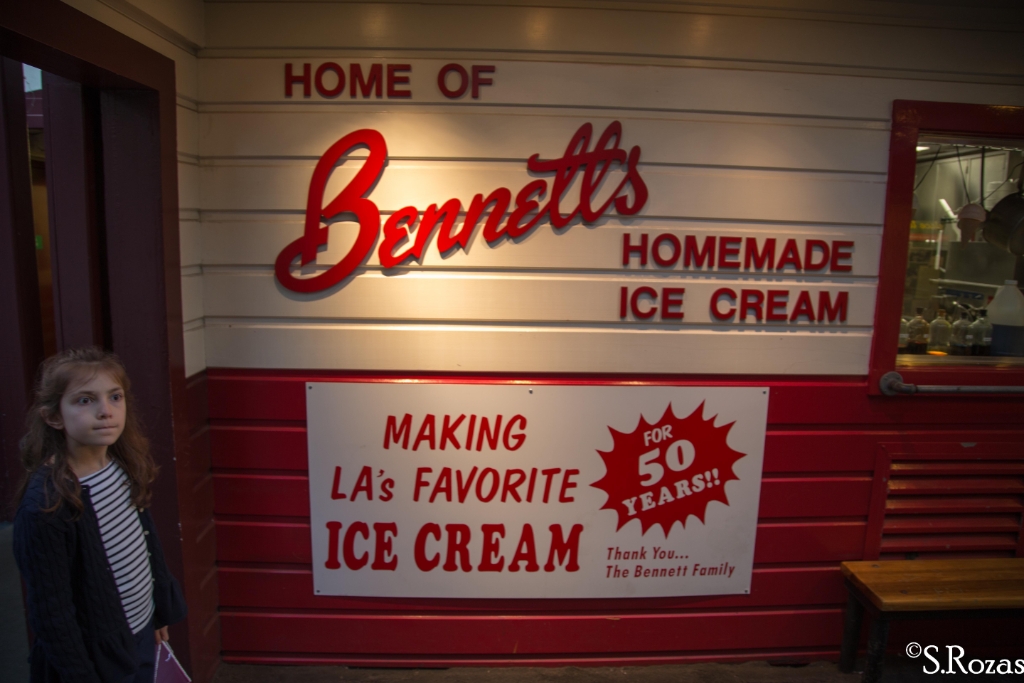 HOME OF
Bennetts
HOMEMADE
ICE CREAM
MAKING
LA's FAVORITE
ICE CREAM
FOR
50
YEARS!!
Thank You...
The Bennett Family
©S.Rozas